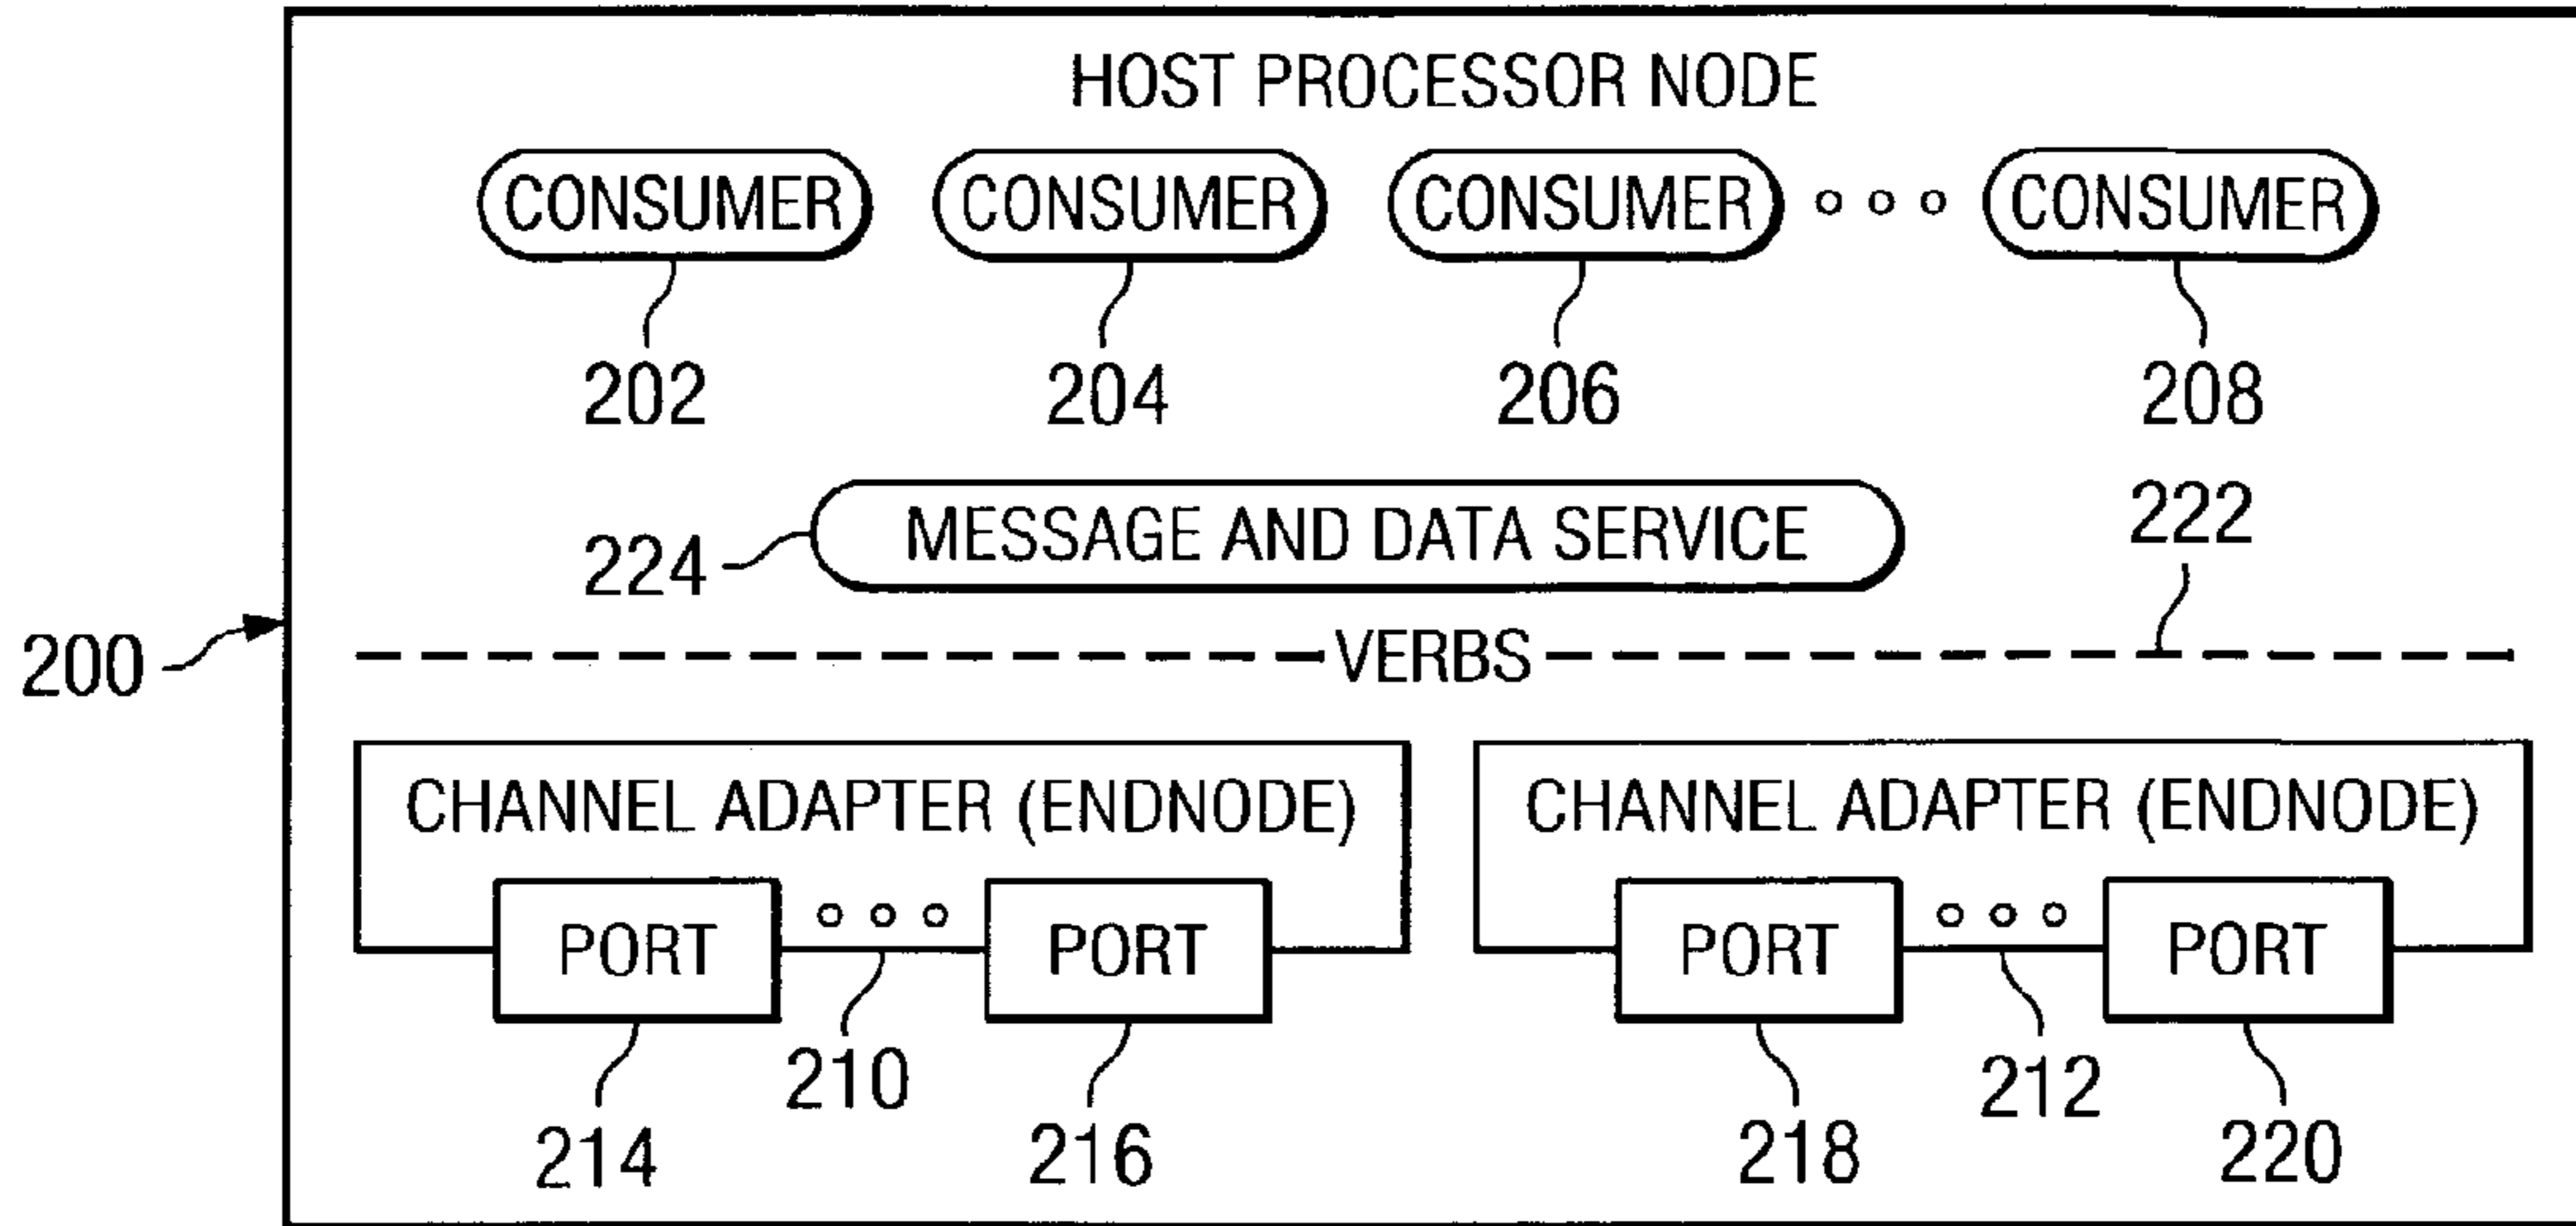 HOST PROCESSOR NODE
CONSUMER CONSUMER CONSUMER CONSUMER
202 204 206 208
222
224 MESSAGE AND DATA SERVICE
200
VERBS
CHANNEL ADAPTER (ENDNODE) CHANNEL ADAPTER (ENDNODE)
PORT PORT PORT PORT
210 212
214 216 218 220